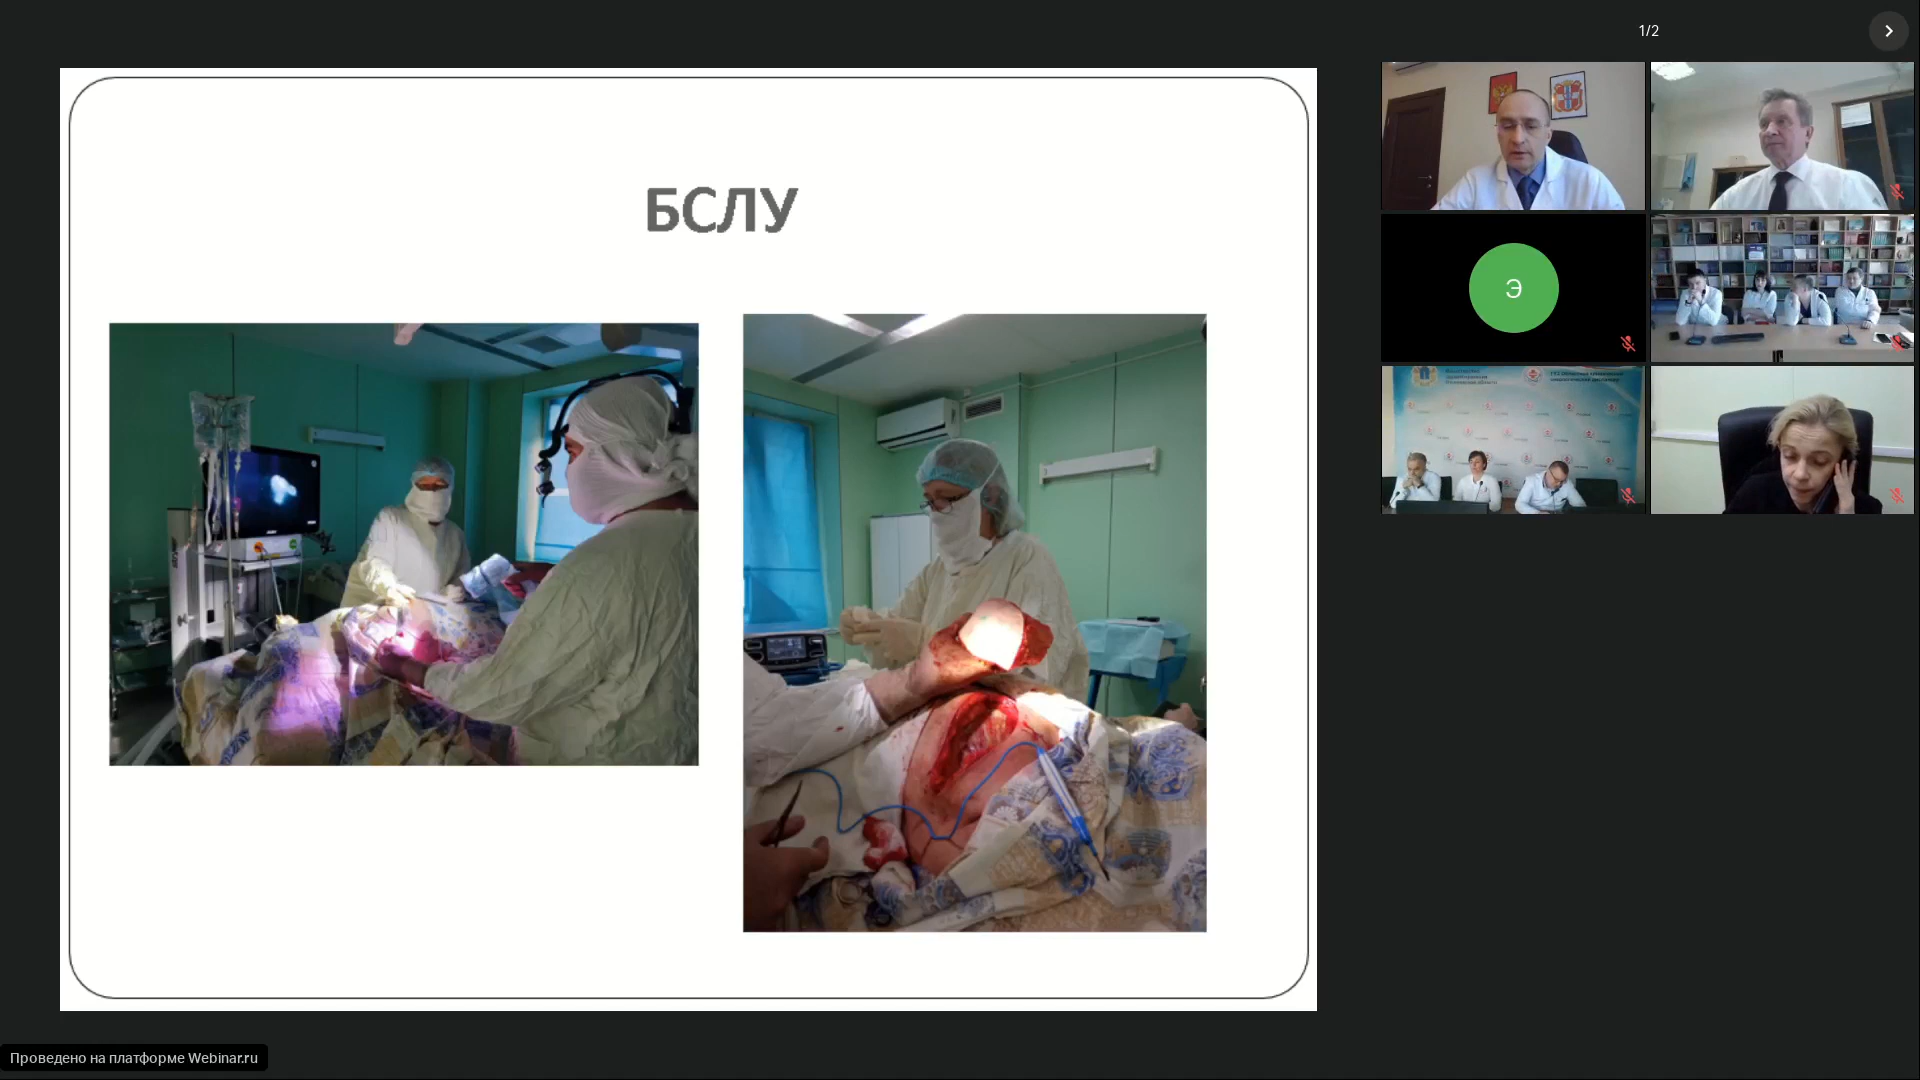 1/2
БСЛУ
Э
Проведено на платформе Webinar.ru